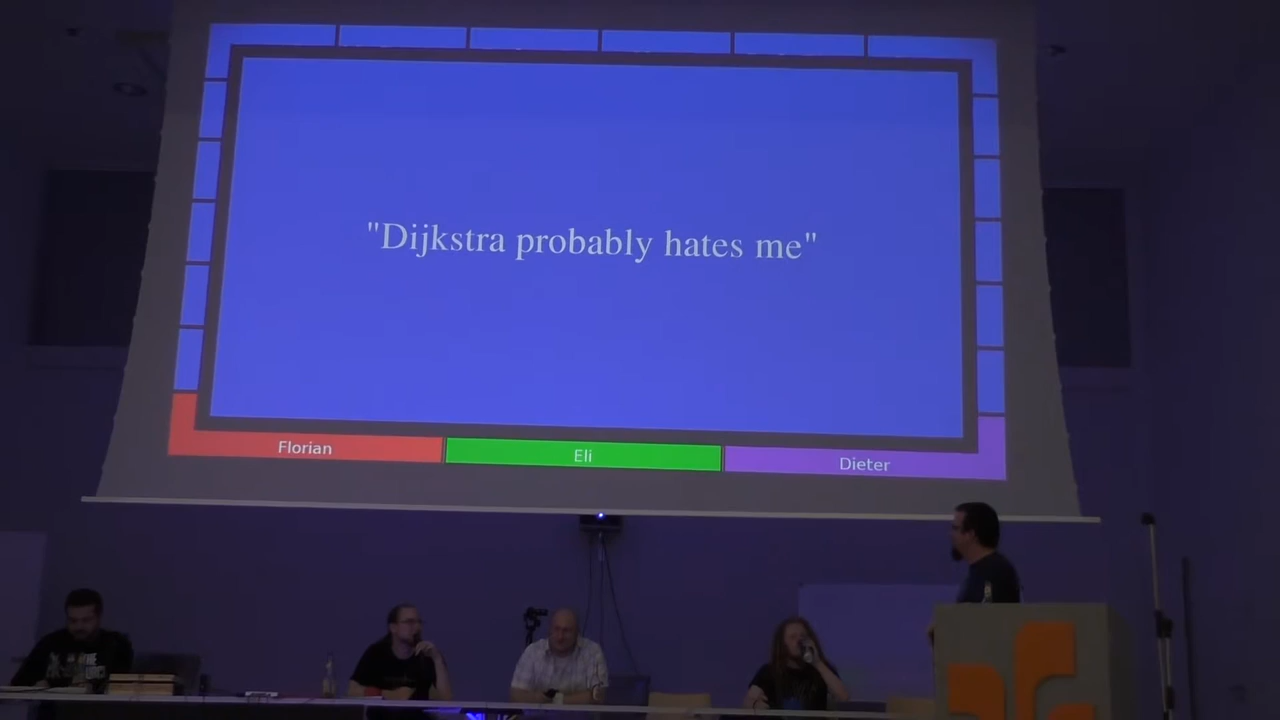 "Dijkstra probably hates me"
Florian
Eli
Dieter